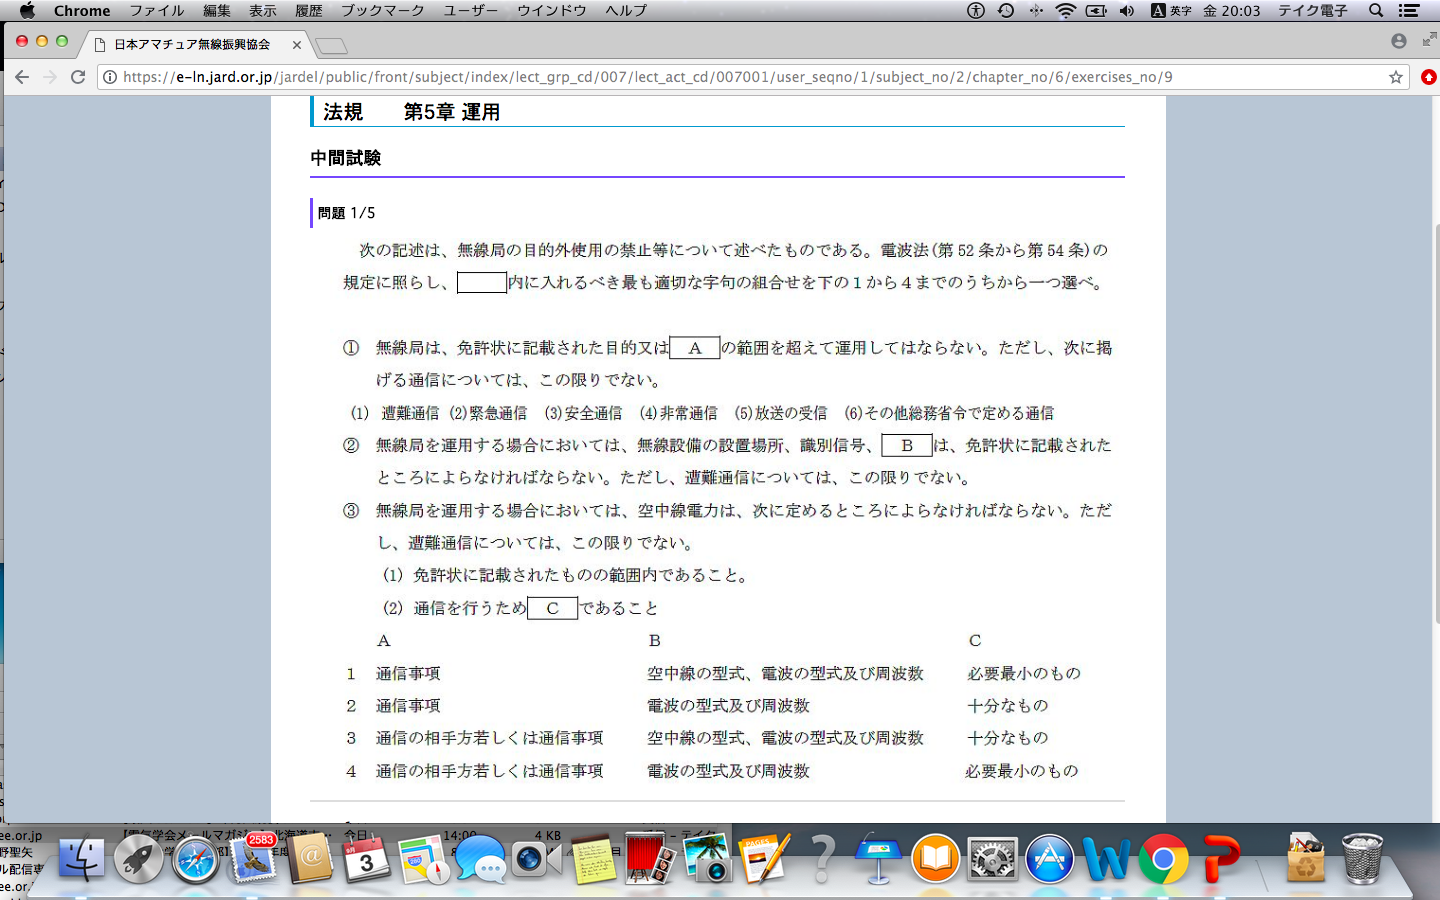 Chrome ファイル 編集 表示 履歴 ブックマーク ユーザー ウインドウ ヘルプ A 英字 金 20:03 テイク電子
日本アマチュア無線振興協会
https://e-ln.jard.or.jp/jardel/public/front/subject/index/lect_grp_cd/007/lect_act_cd/007001/user_seqno/1/subject_no/2/chapter_no/6/exercises_no/9
法規 第5章 運用
中間試験
問題 1/5
次の記述は、無線局の目的外使用の禁止等について述べたものである。電波法(第 52 条から第 54 条)の
規定に照らし、 内に入れるべき最も適切な字句の組合せを下の1から4までのうちから一つ選べ。
① 無線局は、免許状に記載された目的又は A の範囲を超えて運用してはならない。ただし、次に掲
げる通信については、この限りでない。
(1) 遭難通信 (2)緊急通信 (3)安全通信 (4)非常通信 (5)放送の受信 (6)その他総務省令で定める通信
② 無線局を運用する場合においては、無線設備の設置場所、識別信号、 B は、免許状に記載された
ところによらなければならない。ただし、遭難通信については、この限りでない。
③ 無線局を運用する場合においては、空中線電力は、次に定めるところによらなければならない。ただ
し、遭難通信については、この限りでない。
(1) 免許状に記載されたものの範囲内であること。
(2) 通信を行うため C であること
A B C
1 通信事項 空中線の型式、電波の型式及び周波数 必要最小のもの
2 通信事項 電波の型式及び周波数 十分なもの
3 通信の相手方若しくは通信事項 空中線の型式、電波の型式及び周波数 十分なもの
4 通信の相手方若しくは通信事項 電波の型式及び周波数 必要最小のもの
ee.or.jp 14:00 4 KB
野聖矢
ル配信専
ee.or.j
2583
3
280
PAGES